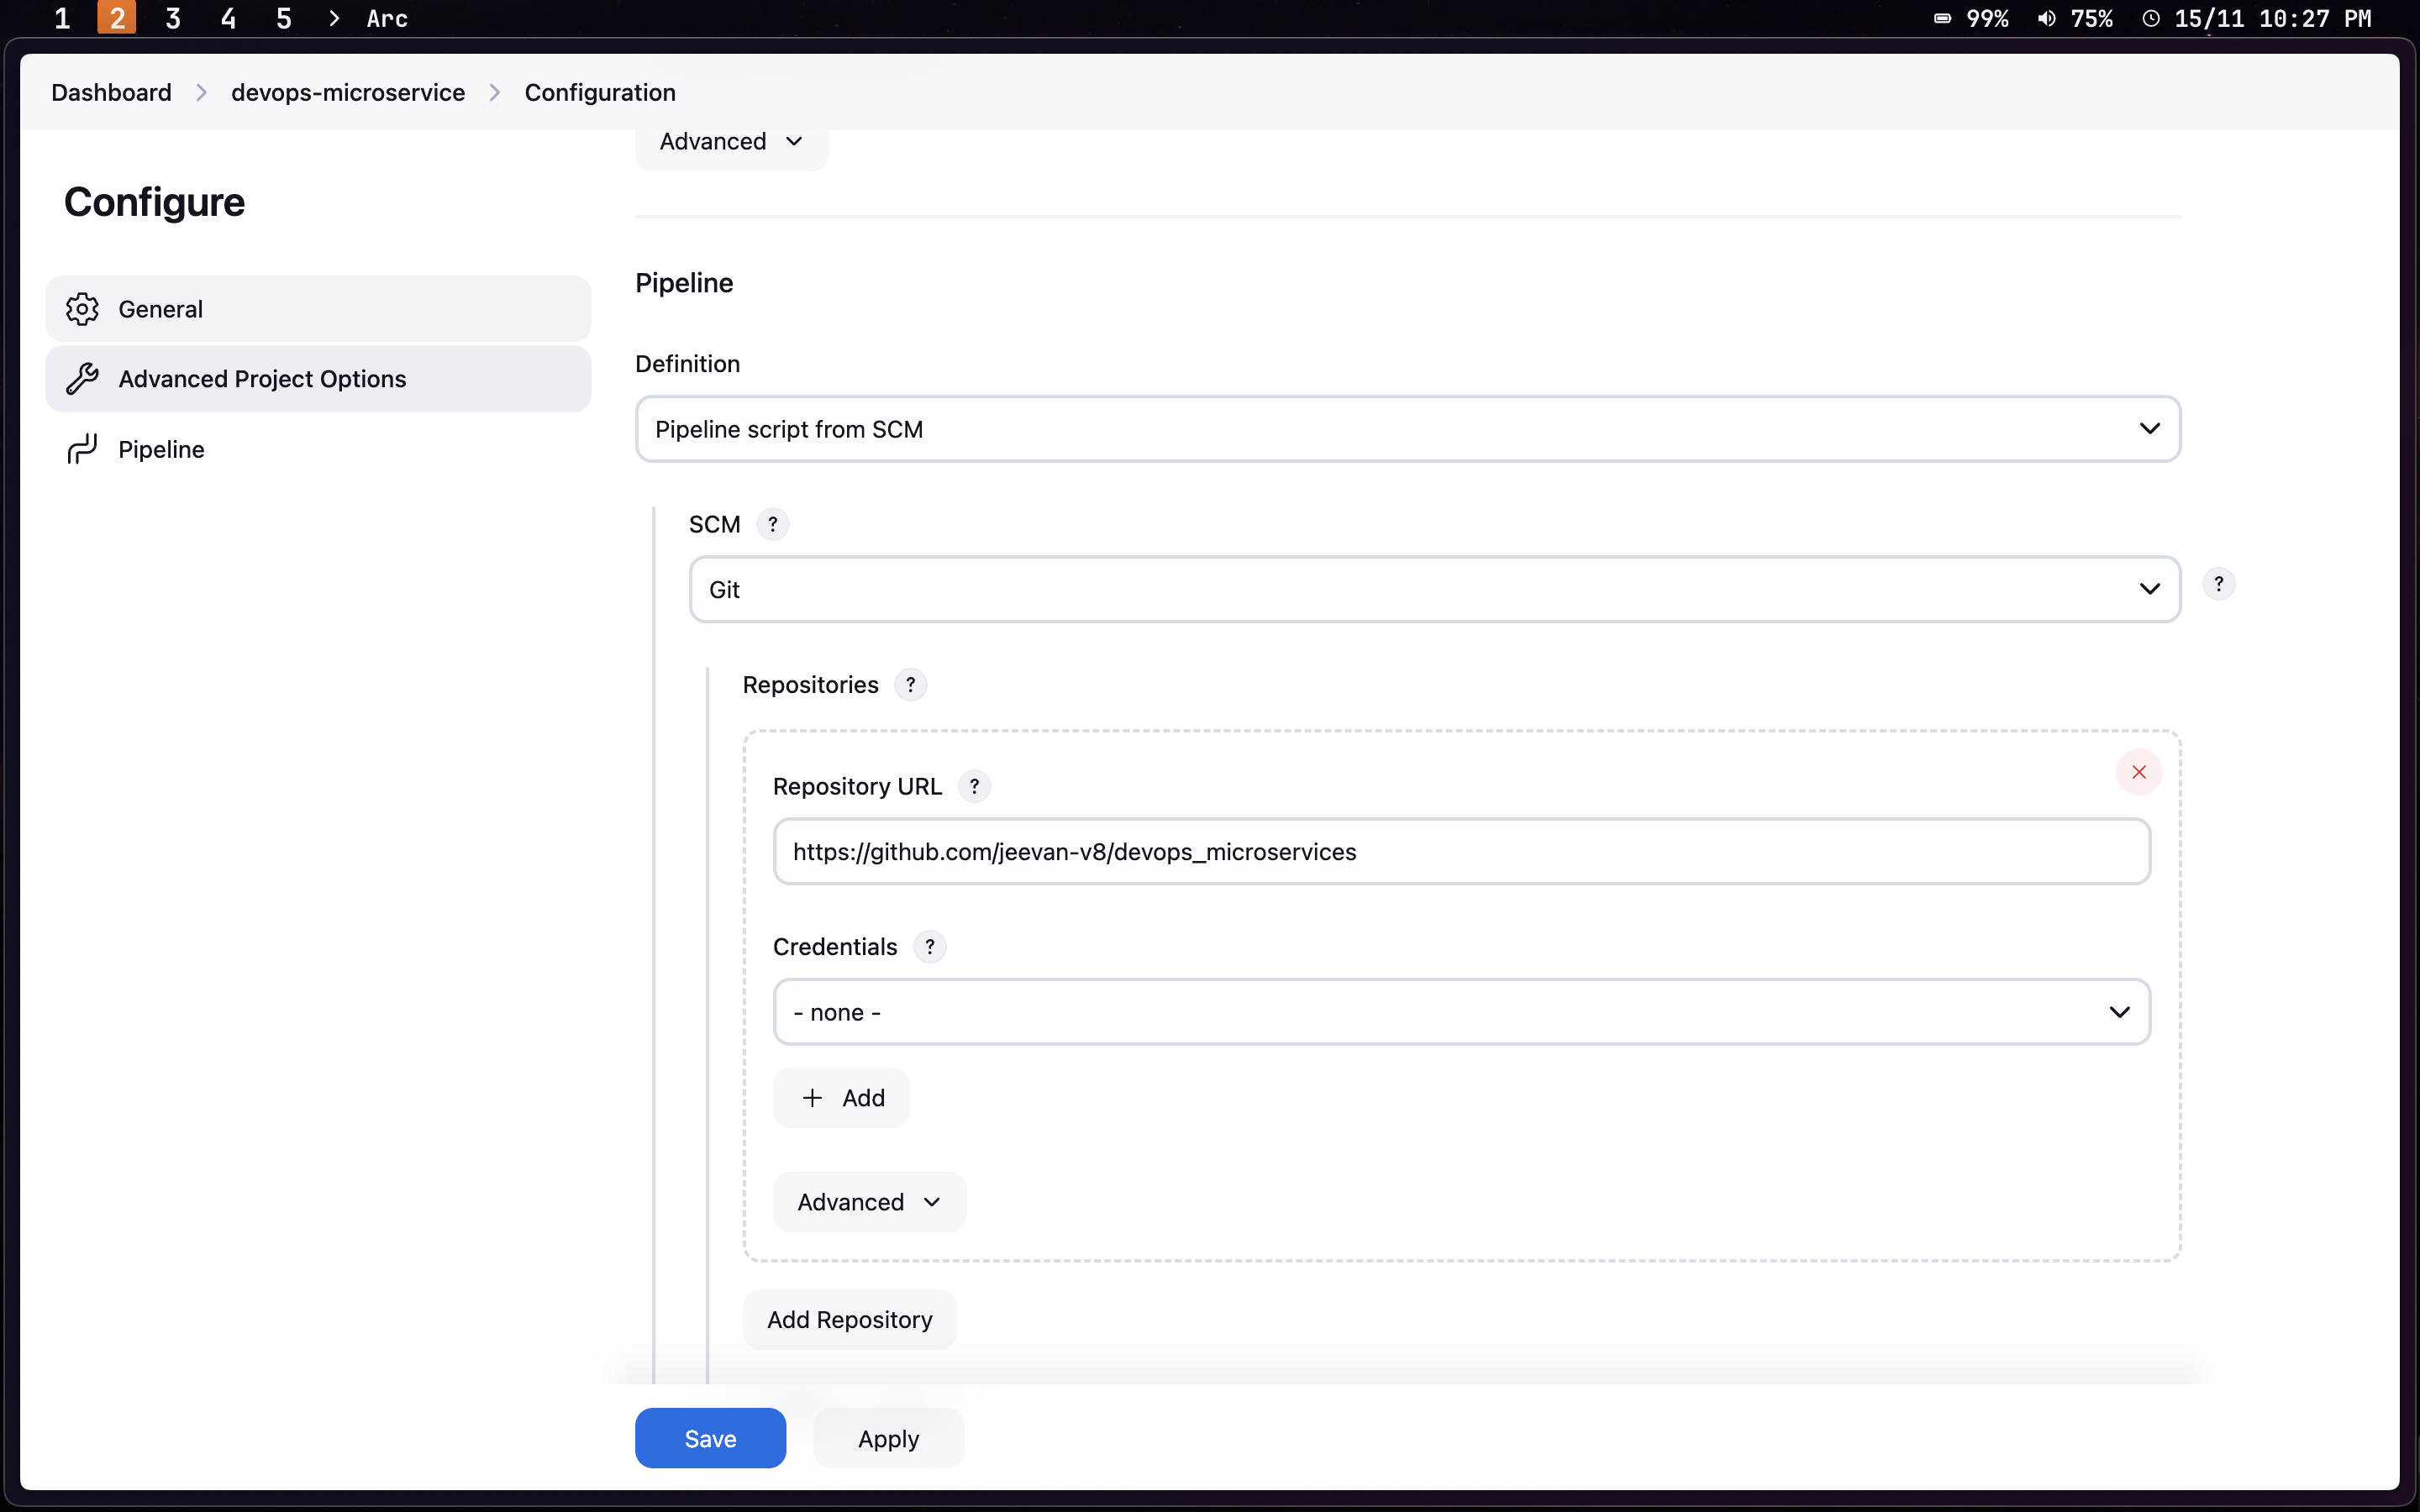 1 2 3 4 5 > Arc 99% 75% 15/11 10:27 PM
Dashboard > devops-microservice > Configuration
Advanced
Configure
General
Advanced Project Options
Pipeline
Pipeline
Definition
Pipeline script from SCM
SCM ?
Git
?
Repositories ?
Repository URL ?
https://github.com/jeevan-v8/devops_microservices
Credentials ?
- none -
+ Add
Advanced
Add Repository
Save Apply